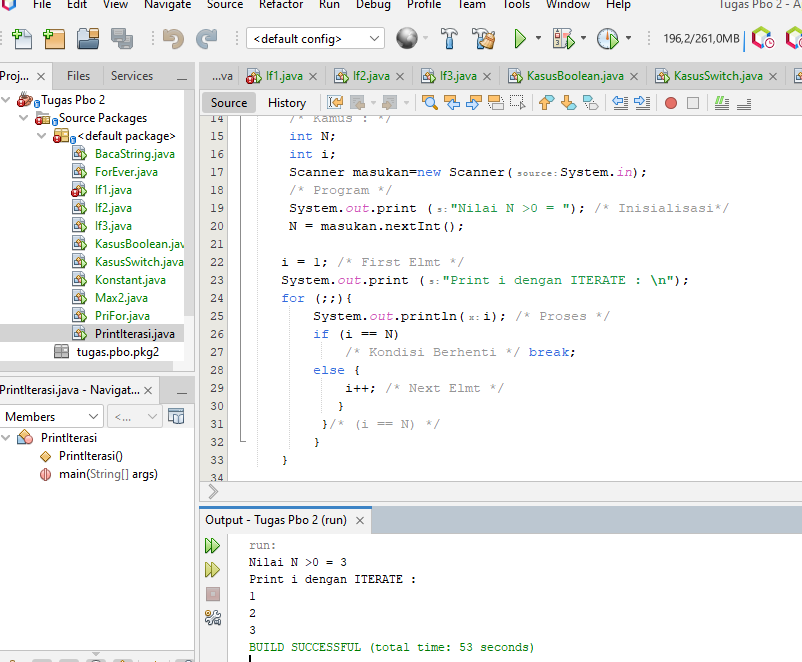 File Edit View Navigate Source Refactor Run Debug Profile Team Tools Window Help Tugas Pbo 2 - A
<default config> 196,2/261,0MB
Proj... Files Services
Tugas Pbo 2
Source Packages
<default package>
BacaString.java
ForEver.java
If1.java
If2.java
If3.java
KasusBoolean.jav
KasusSwitch.java
Konstant.java
Max2.java
PriFor.java
PrintIterasi.java
tugas.pbo.pkg2
PrintIterasi.java - Navigat...
Members <...
PrintIterasi
PrintIterasi()
main(String[] args)
...va If1.java If2.java If3.java KasusBoolean.java KasusSwitch.java
Source History
14 /* Kamus : */
15 int N;
16 int i;
17 Scanner masukan=new Scanner(source:System.in);
18 /* Program */
19 System.out.print (s:"Nilai N >0 = "); /* Inisialisasi*/
20 N = masukan.nextInt();
21
22 i = 1; /* First Elmt */
23 System.out.print (s:"Print i dengan ITERATE : \n");
24 for (;;){
25 System.out.println(x:i); /* Proses */
26 if (i == N)
27 /* Kondisi Berhenti */ break;
28 else {
29 i++; /* Next Elmt */
30 }
31 }/* (i == N) */
32 }
33 }
34
Output - Tugas Pbo 2 (run)
run:
Nilai N >0 = 3
Print i dengan ITERATE :
1
2
3
BUILD SUCCESSFUL (total time: 53 seconds)